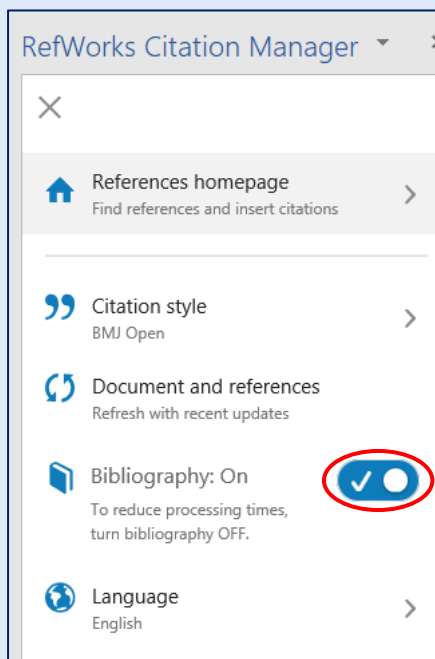 RefWorks Citation Manager
References homepage
Find references and insert citations
Citation style
BMJ Open
Document and references
Refresh with recent updates
Bibliography: On
To reduce processing times,
turn bibliography OFF.
Language
English